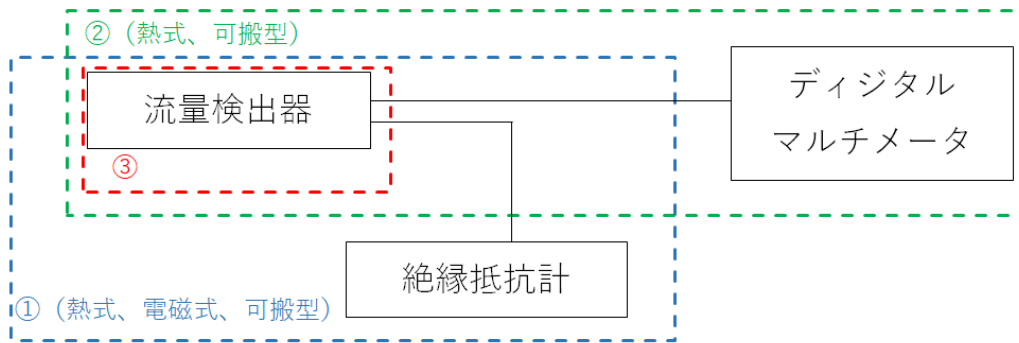 ②（熱式、可搬型）
流量検出器
ディジタル
マルチメータ
③
絶縁抵抗計
①（熱式、電磁式、可搬型）